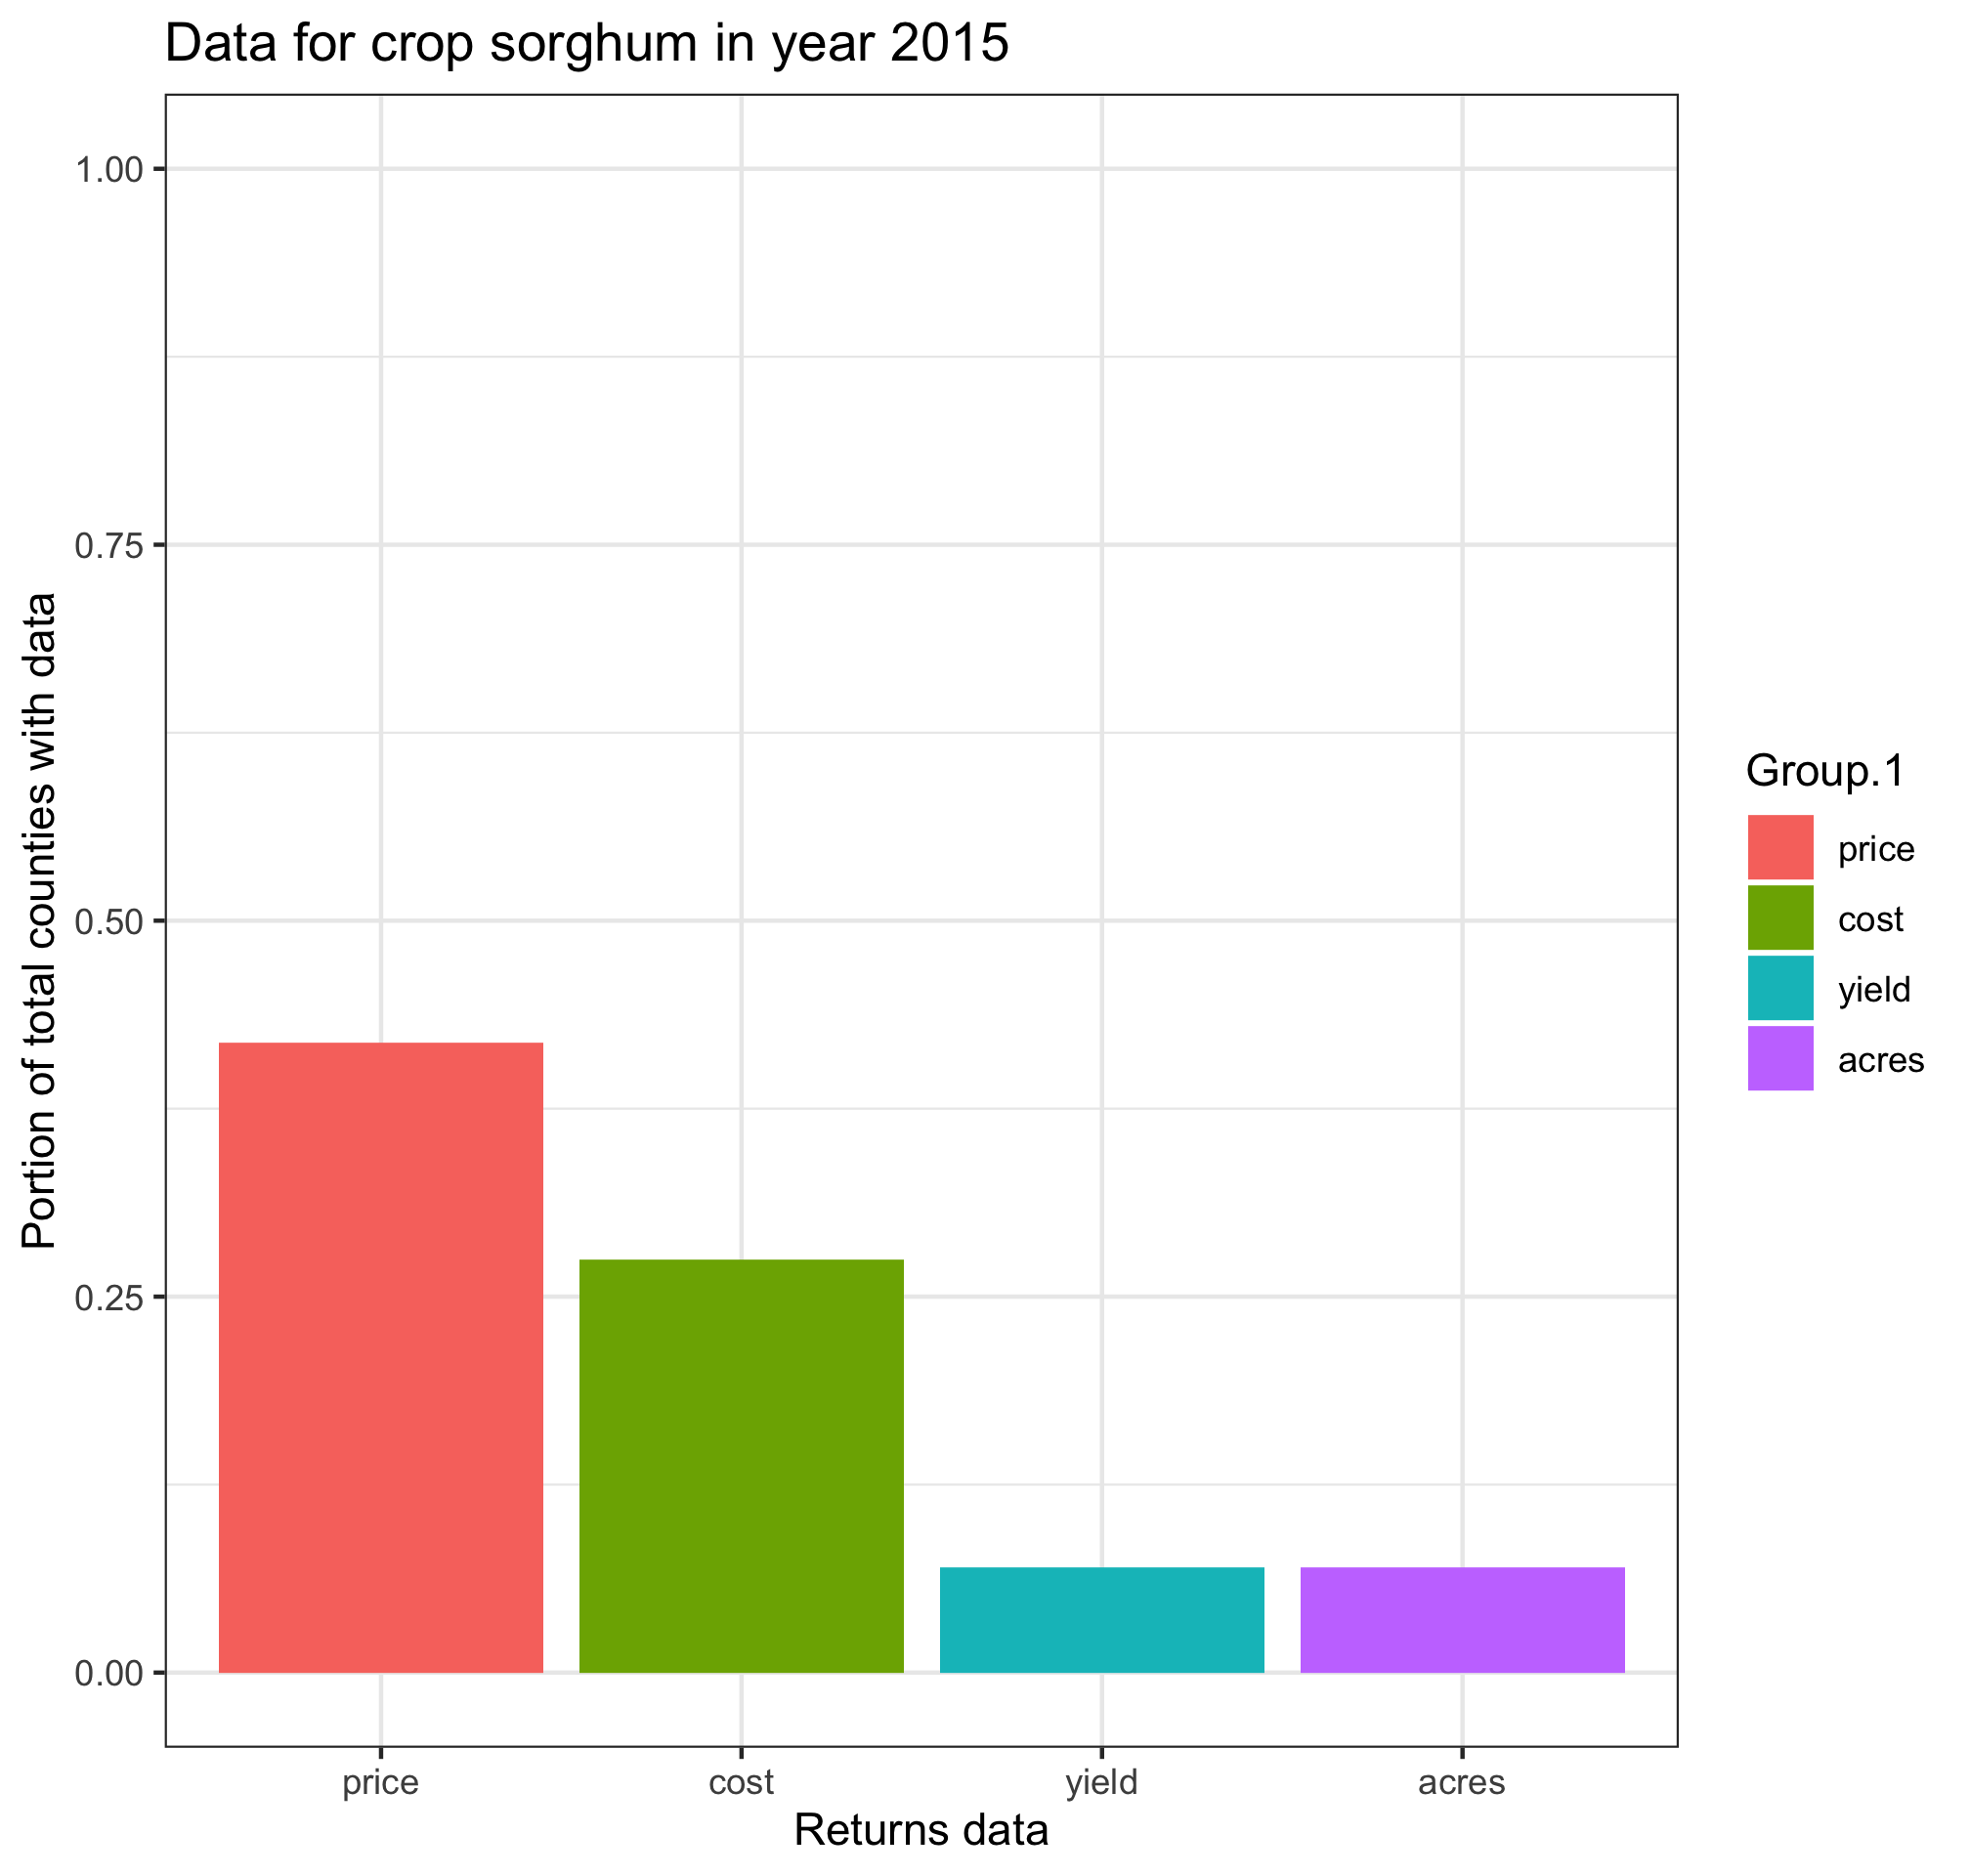 Data for crop sorghum in year 2015
Portion of total counties with data
1.00
0.75
0.50
0.25
0.00
price
cost
yield
acres
Returns data
Group.1
price
cost
yield
acres